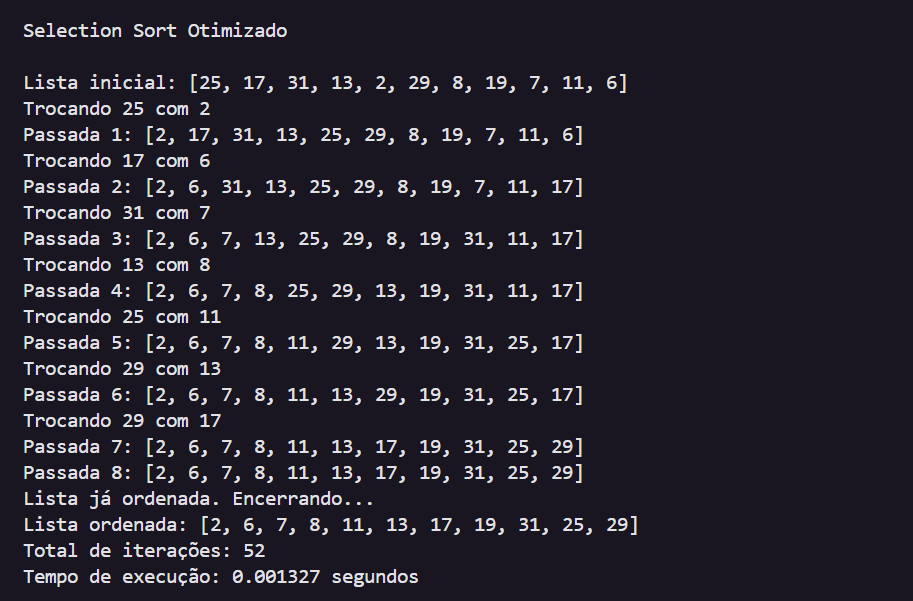 Selection Sort Otimizado
Lista inicial: [25, 17, 31, 13, 2, 29, 8, 19, 7, 11, 6]
Trocando 25 com 2
Passada 1: [2, 17, 31, 13, 25, 29, 8, 19, 7, 11, 6]
Trocando 17 com 6
Passada 2: [2, 6, 31, 13, 25, 29, 8, 19, 7, 11, 17]
Trocando 31 com 7
Passada 3: [2, 6, 7, 13, 25, 29, 8, 19, 31, 11, 17]
Trocando 13 com 8
Passada 4: [2, 6, 7, 8, 25, 29, 13, 19, 31, 11, 17]
Trocando 25 com 11
Passada 5: [2, 6, 7, 8, 11, 29, 13, 19, 31, 25, 17]
Trocando 29 com 13
Passada 6: [2, 6, 7, 8, 11, 13, 29, 19, 31, 25, 17]
Trocando 29 com 17
Passada 7: [2, 6, 7, 8, 11, 13, 17, 19, 31, 25, 29]
Passada 8: [2, 6, 7, 8, 11, 13, 17, 19, 31, 25, 29]
Lista já ordenada. Encerrando...
Lista ordenada: [2, 6, 7, 8, 11, 13, 17, 19, 31, 25, 29]
Total de iterações: 52
Tempo de execução: 0.001327 segundos